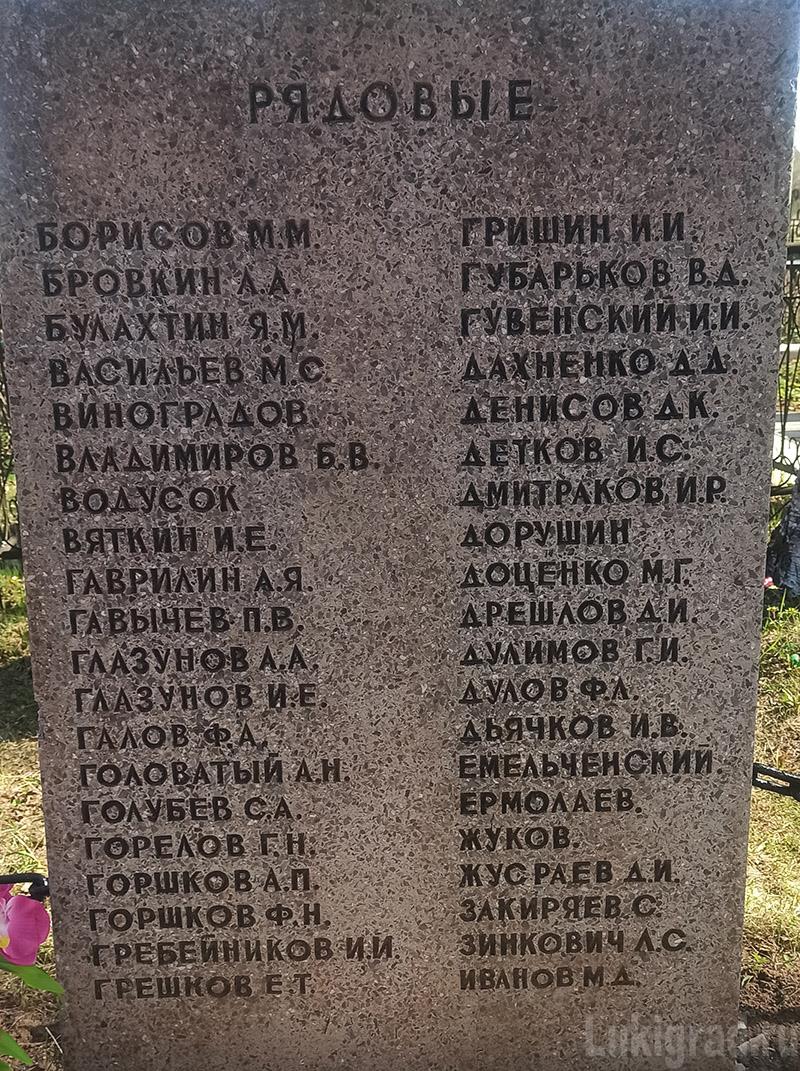 РЯДОВЫЕ
БОРИСОВ М.М.
БРОВКИН А.А.
БУЛАХТИН Я.М.
ВАСИЛЬЕВ М.С.
ВИНОГРАДОВ.
ВЛАДИМИРОВ Б.В.
ВОДУСОК
ВЯТКИН И.Е.
ГАВРИЛИН А.Я.
ГАВЫЧЕВ П.В.
ГЛАЗУНОВ А.А.
ГЛАЗУНОВ И.Е.
ГАЛОВ Ф.А.
ГОЛОВАТЫЙ А.Н.
ГОЛУБЕВ С.А.
ГОРЕЛОВ Г.Н.
ГОРШКОВ А.П.
ГОРШКОВ Ф.Н.
ГРЕБЕЙНИКОВ И.И.
ГРЕШКОВ Е.Т.
ГРИШИН И.И.
ГУБАРЬКОВ В.Д.
ГУВЕНСКИЙ И.И.
ДАХНЕНКО Д.Д.
ДЕНИСОВ Д.К.
ДЕТКОВ И.С.
ДМИТРАКОВ И.Р.
ДОРУШИН
ДОЦЕНКО М.Г.
ДРЕШЛОВ Д.И.
ДУЛИМОВ Г.И.
ДУЛОВ Ф.Л.
ДЬЯЧКОВ И.В.
ЕМЕЛЬЧЕНСКИЙ.
ЕРМОЛАЕВ.
ЖУКОВ.
ЖУСРАЕВ Д.И.
ЗАКИРЯЕВ С.
ЗИНКОВИЧ Л.С.
ИВАНОВ М.Д.
Lukigrad.ru